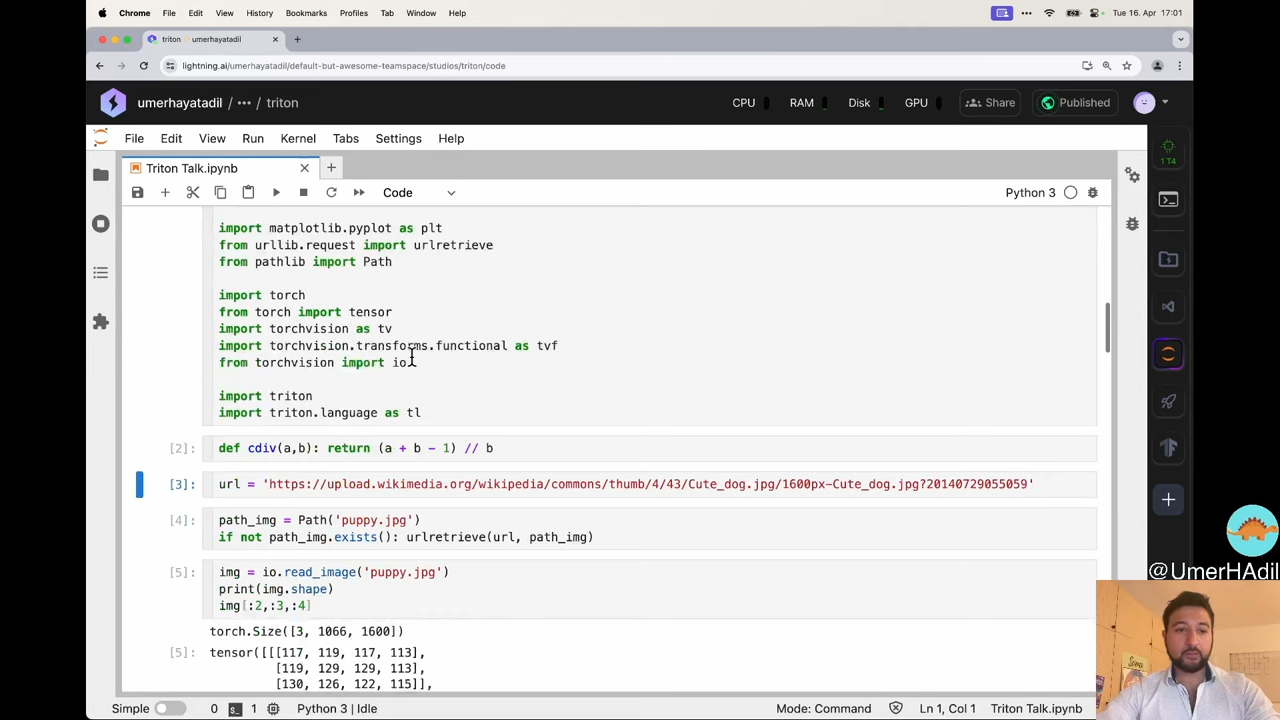 Chrome File Edit View History Bookmarks Profiles Tab Window Help Tue 16. Apr 17:01
triton umerhayatadil
lightning.ai/umerhayatadil/default-but-awesome-teamspace/studios/triton/code
umerhayatadil / ••• / triton CPU RAM Disk GPU Share Published
File Edit View Run Kernel Tabs Settings Help
1 T4
Triton Talk.ipynb
Code Python 3
import matplotlib.pyplot as plt
from urllib.request import urlretrieve
from pathlib import Path
import torch
from torch import tensor
import torchvision as tv
import torchvision.transforms.functional as tvf
from torchvision import io
import triton
import triton.language as tl
[2]: def cdiv(a,b): return (a + b - 1) // b
[3]: url = 'https://upload.wikimedia.org/wikipedia/commons/thumb/4/43/Cute_dog.jpg/1600px-Cute_dog.jpg?20140729055059'
[4]: path_img = Path('puppy.jpg')
if not path_img.exists(): urlretrieve(url, path_img)
[5]: img = io.read_image('puppy.jpg')
print(img.shape)
img[:2,:3,:4]
torch.Size([3, 1066, 1600])
[5]: tensor([[[117, 119, 117, 113],
[119, 129, 129, 113],
[130, 126, 122, 115]],
@UmerHAdil
Simple 0 1 Python 3 | Idle Mode: Command Ln 1, Col 1 Triton Talk.ipynb